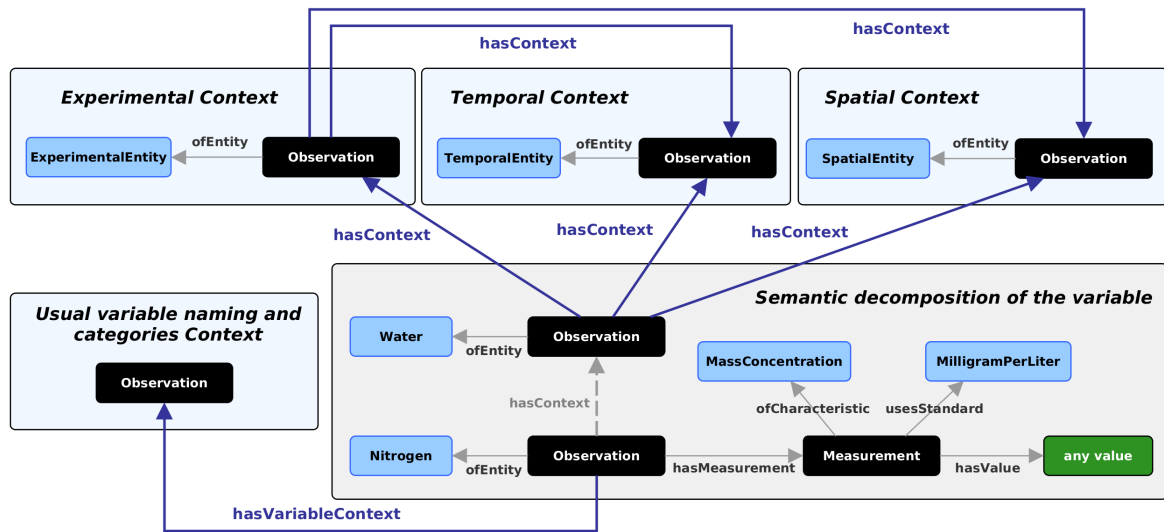 hasContext
hasContext
Experimental Context
Temporal Context
Spatial Context
ExperimentalEntity
ofEntity
Observation
TemporalEntity
ofEntity
Observation
SpatialEntity
ofEntity
Observation
hasContext
hasContext
hasContext
Semantic decomposition of the variable
Usual variable naming and
categories Context
Observation
Water
ofEntity
Observation
MassConcentration
MilligramPerLiter
hasContext
ofCharacteristic
usesStandard
Nitrogen
ofEntity
Observation
hasMeasurement
Measurement
hasValue
any value
hasVariableContext